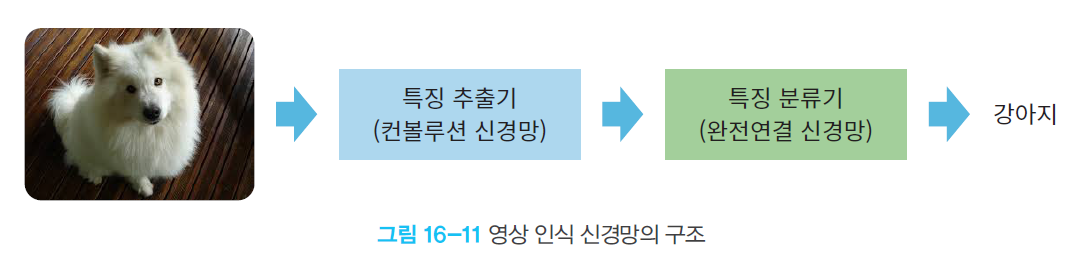 특징 추출기
(컨볼루션 신경망)
특징 분류기
(완전연결 신경망)
강아지
그림 16-11 영상 인식 신경망의 구조